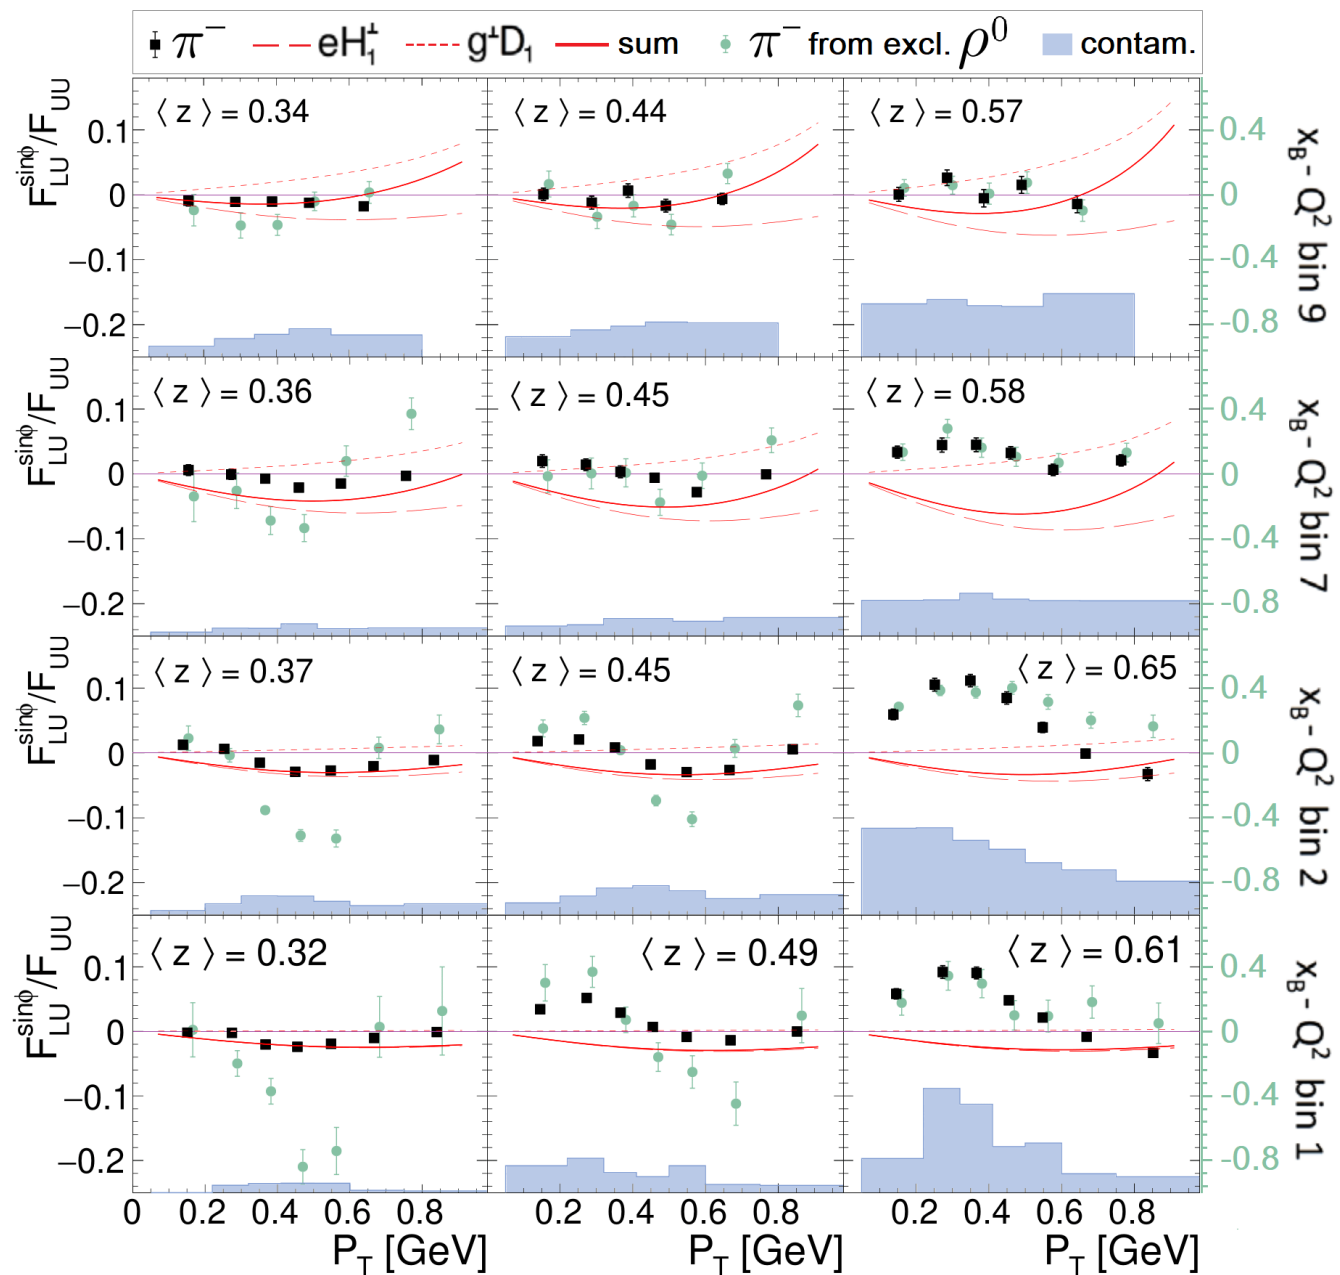 π⁻ eH₁^⊥ g^⊥D₁ sum π⁻ from excl. ρ⁰ contam.
⟨ z ⟩ = 0.34 ⟨ z ⟩ = 0.44 ⟨ z ⟩ = 0.57
F_LU^sinϕ/F_UU
0.1
0
−0.1
−0.2
0.4
0
−0.4
−0.8
x_B - Q² bin 9
⟨ z ⟩ = 0.36 ⟨ z ⟩ = 0.45 ⟨ z ⟩ = 0.58
F_LU^sinϕ/F_UU
0.1
0
−0.1
−0.2
0.4
0
−0.4
−0.8
x_B - Q² bin 7
⟨ z ⟩ = 0.37 ⟨ z ⟩ = 0.45 ⟨ z ⟩ = 0.65
F_LU^sinϕ/F_UU
0.1
0
−0.1
−0.2
0.4
0
−0.4
−0.8
x_B - Q² bin 2
⟨ z ⟩ = 0.32 ⟨ z ⟩ = 0.49 ⟨ z ⟩ = 0.61
F_LU^sinϕ/F_UU
0.1
0
−0.1
−0.2
0.4
0
−0.4
−0.8
x_B - Q² bin 1
0 0.2 0.4 0.6 0.8 0.2 0.4 0.6 0.8 0.2 0.4 0.6 0.8
P_T [GeV] P_T [GeV] P_T [GeV]